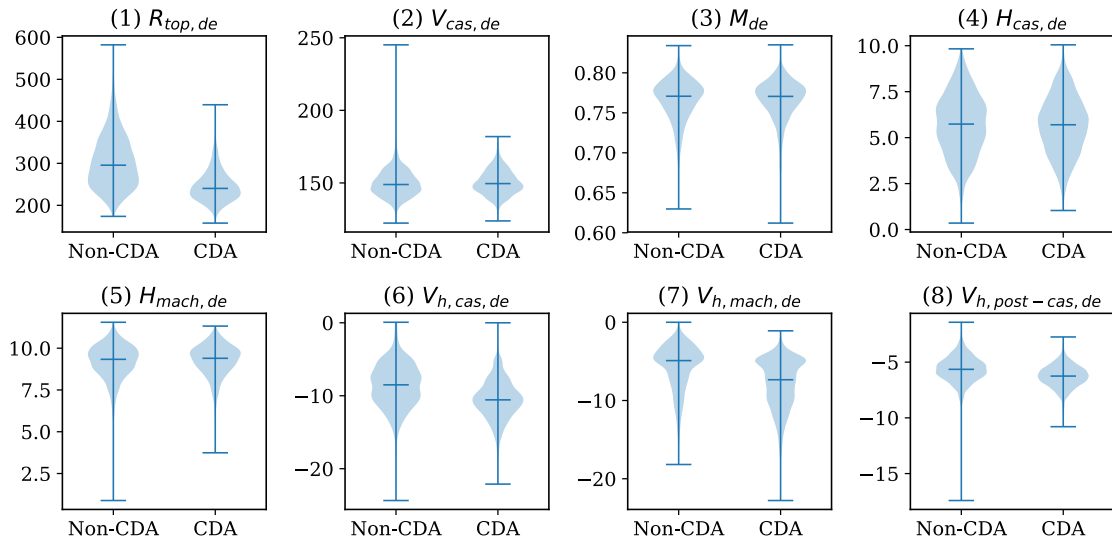 (1) R_top,de
600
500
400
300
200
Non-CDA CDA
(2) V_cas,de
250
200
150
Non-CDA CDA
(3) M_de
0.80
0.75
0.70
0.65
0.60
Non-CDA CDA
(4) H_cas,de
10.0
7.5
5.0
2.5
0.0
Non-CDA CDA
(5) H_mach,de
10.0
7.5
5.0
2.5
Non-CDA CDA
(6) V_h,cas,de
0
−10
−20
Non-CDA CDA
(7) V_h,mach,de
0
−10
−20
Non-CDA CDA
(8) V_h,post−cas,de
−5
−10
−15
Non-CDA CDA